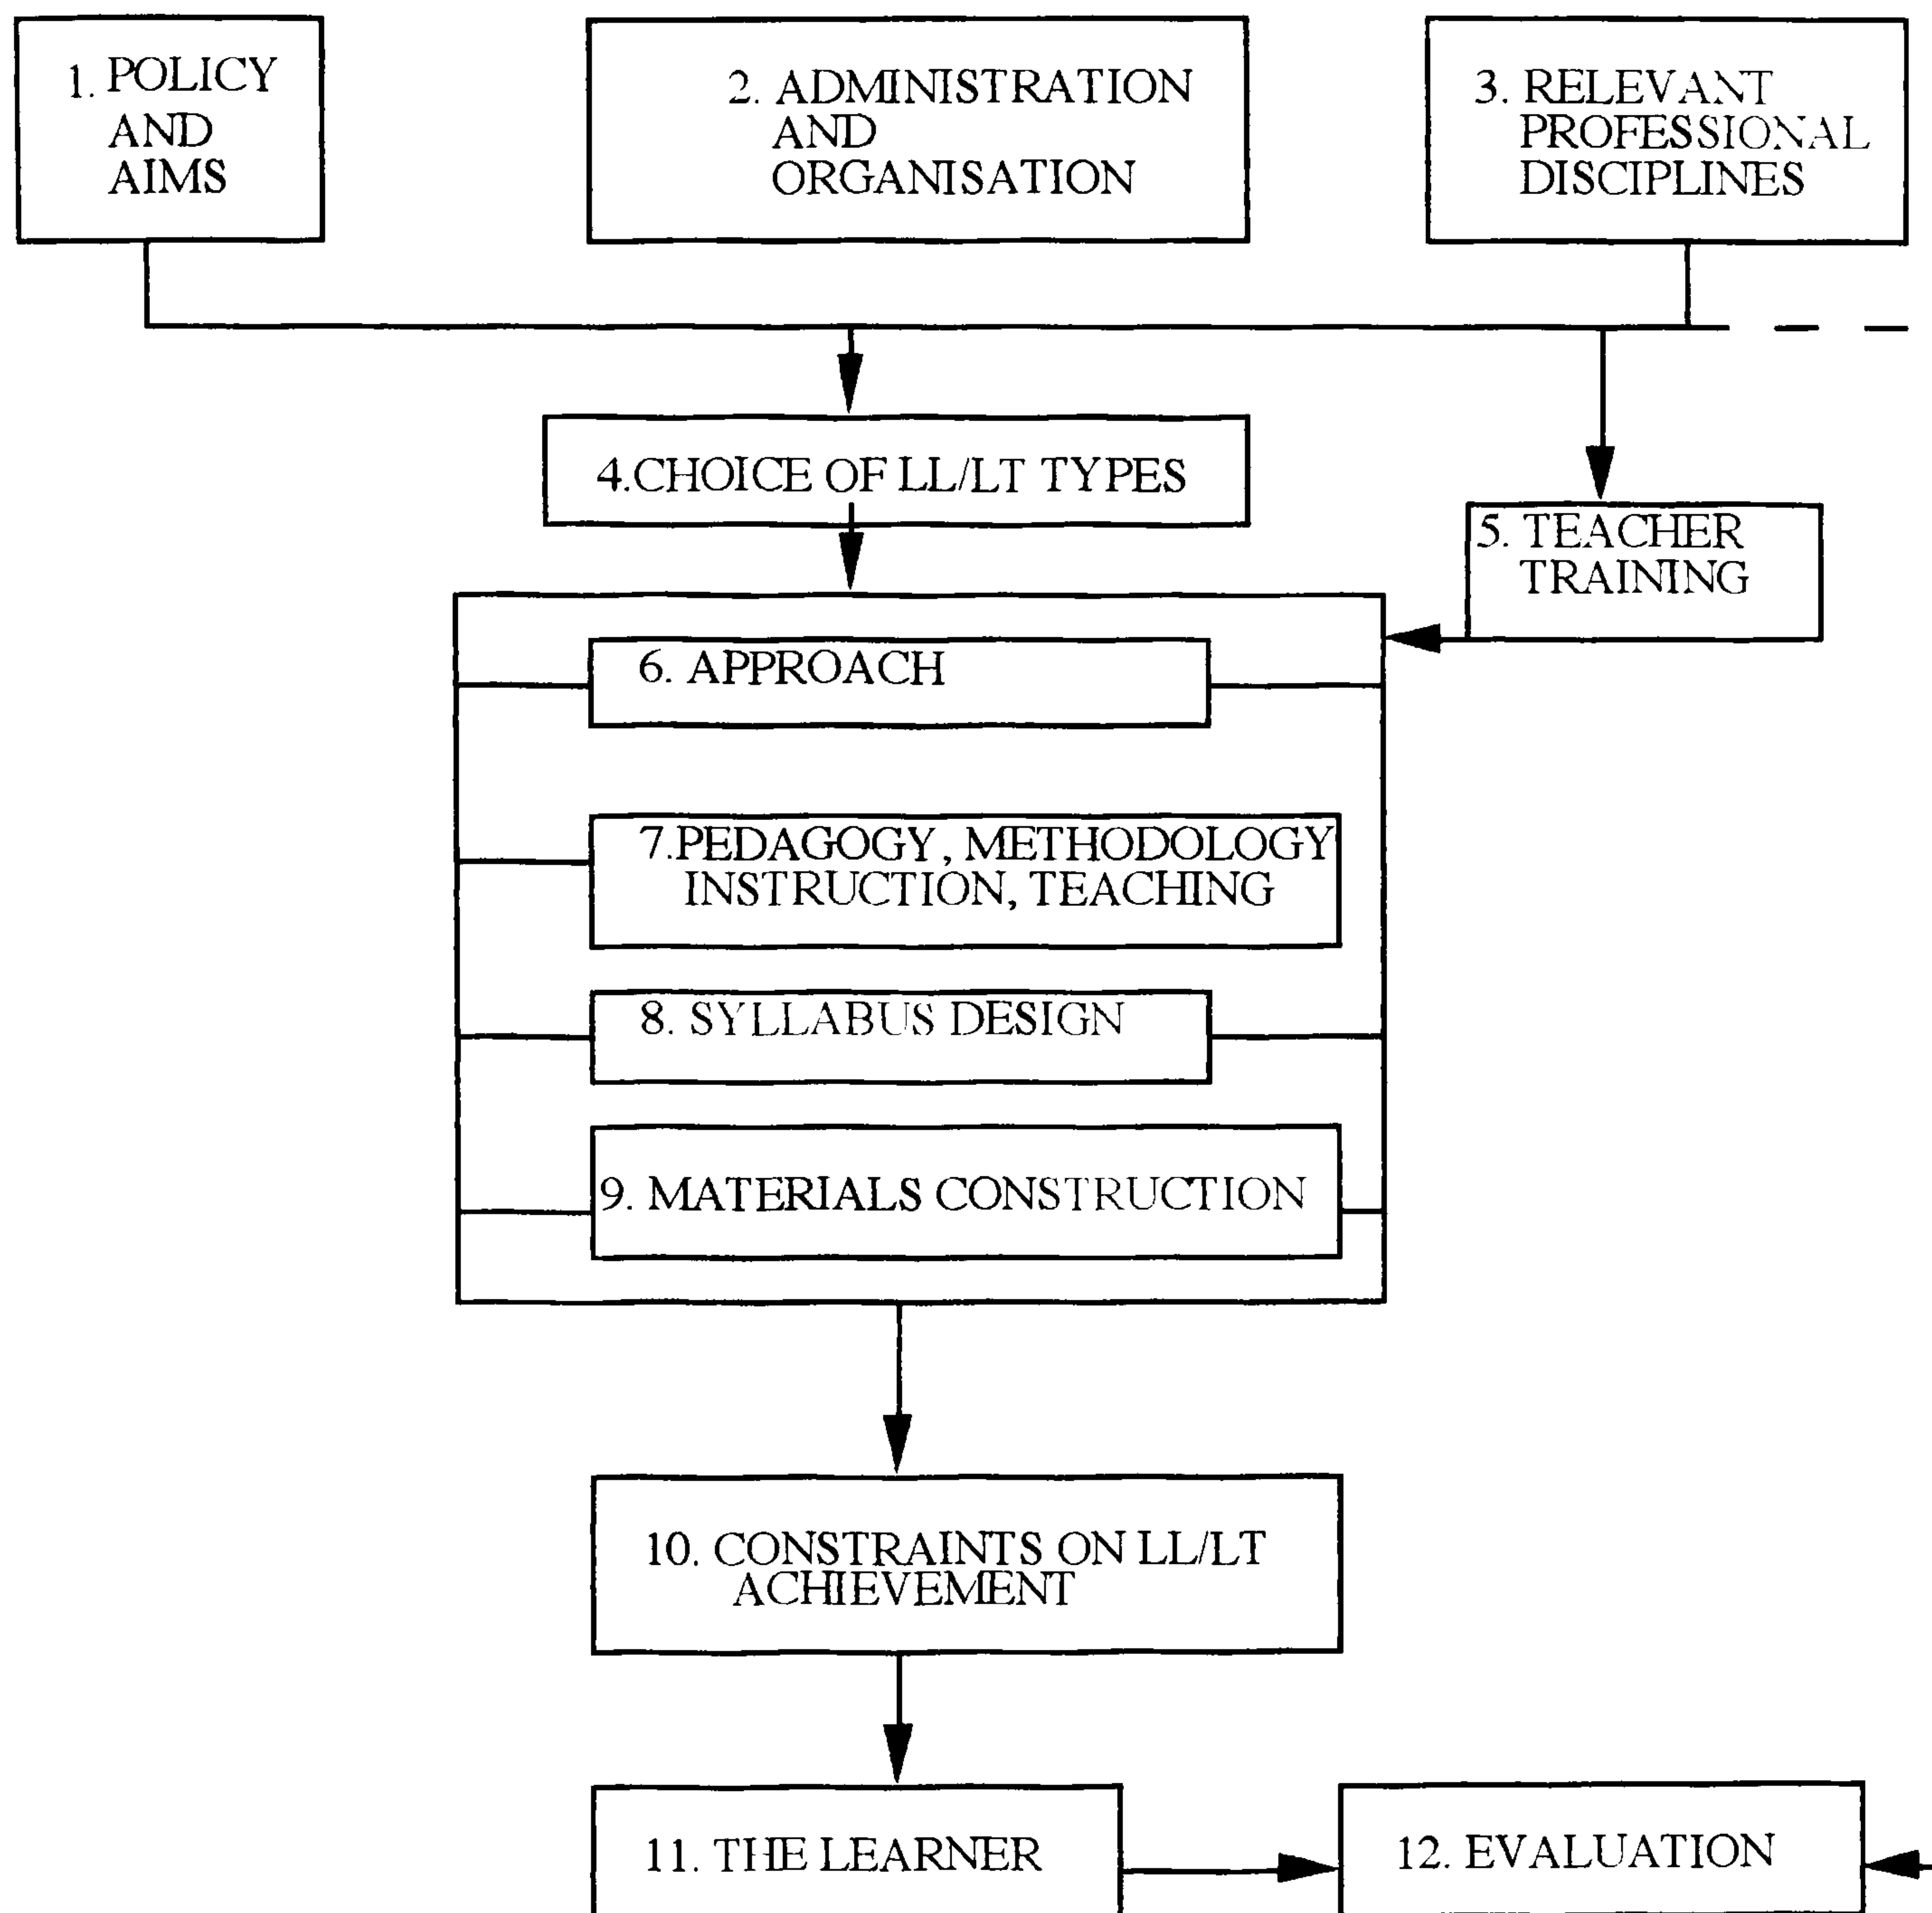 1. POLICY
AND
AIMS
2. ADMINISTRATION
AND
ORGANISATION
3. RELEVANT
PROFESSIONAL
DISCIPLINES
4.CHOICE OF LL/LT TYPES
5. TEACHER
TRAINING
6. APPROACH
7.PEDAGOGY, METHODOLOGY
INSTRUCTION, TEACHING
8. SYLLABUS DESIGN
9. MATERIALS CONSTRUCTION
10. CONSTRAINTS ON LL/LT
ACHIEVEMENT
11. THE LEARNER
12. EVALUATION